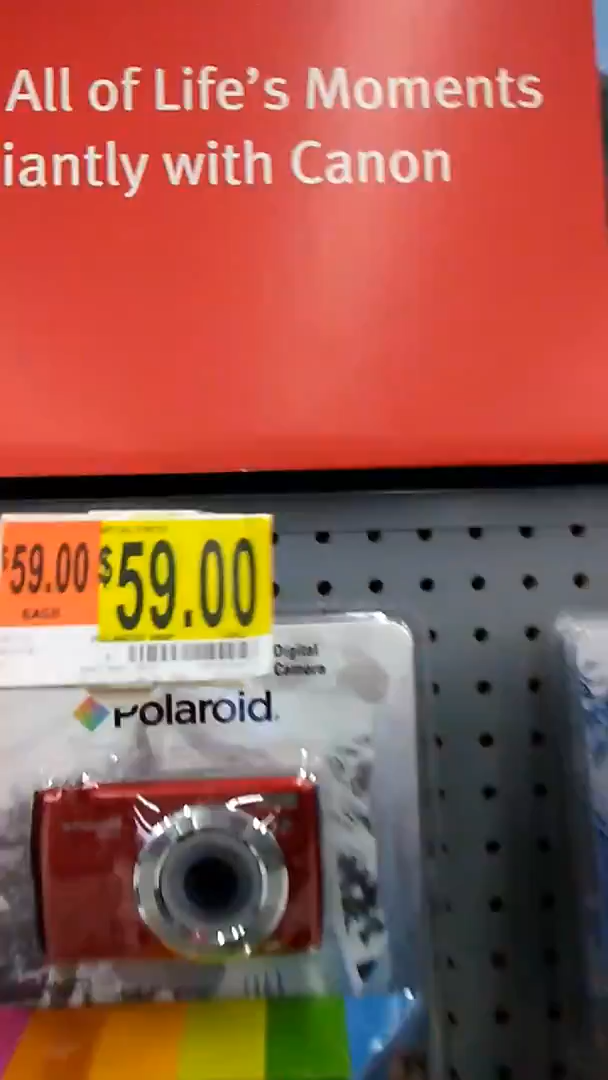 All of Life's Moments
iantly with Canon
$59.00
EACH
$59.00
Digital
Camera
Polaroid